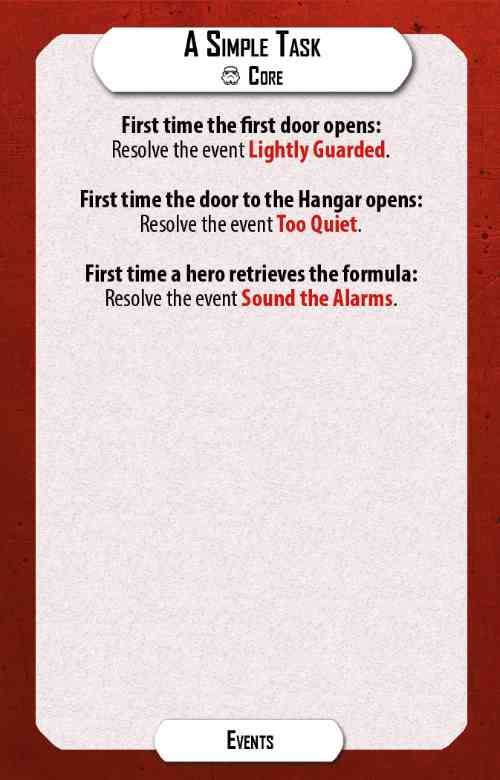 A Simple Task
Core
First time the first door opens:
Resolve the event Lightly Guarded.
First time the door to the Hangar opens:
Resolve the event Too Quiet.
First time a hero retrieves the formula:
Resolve the event Sound the Alarms.
Events